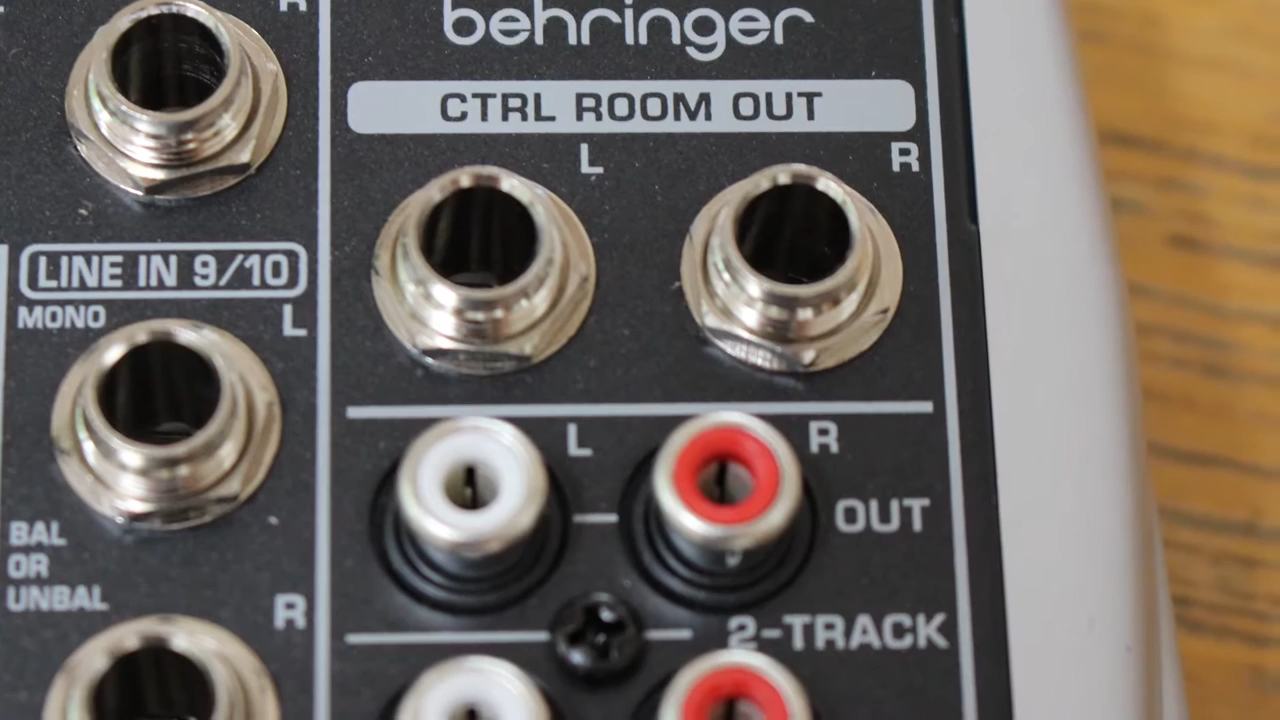 R
behringer
CTRL ROOM OUT
L R
LINE IN 9/10
MONO L
L R
OUT
BAL
OR
UNBAL
R
2-TRACK